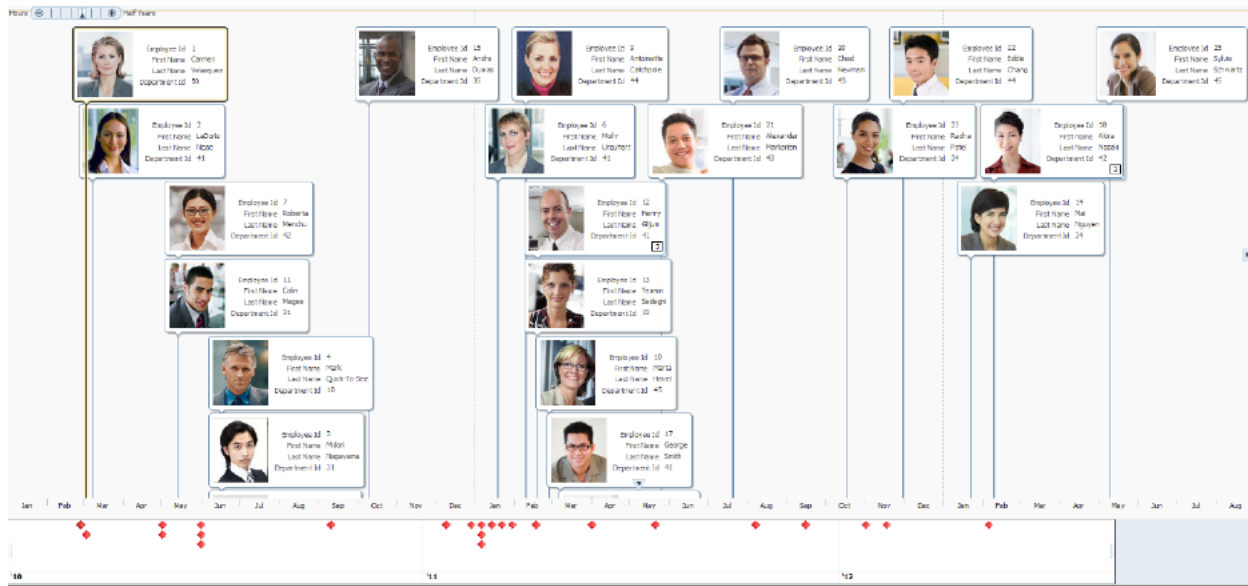 Hours Half Years
Employee Id 1
First Name Carmen
Last Name Velasquez
Department Id 50
Employee Id 15
First Name Andre
Last Name Dumas
Department Id 35
Employee Id 9
First Name Antoinette
Last Name Catchpole
Department Id 44
Employee Id 20
First Name Chad
Last Name Newman
Department Id 43
Employee Id 22
First Name Eddie
Last Name Chang
Department Id 44
Employee Id 25
First Name Sylvie
Last Name Schwartz
Department Id 45
Employee Id 2
First Name LaDoris
Last Name Ngao
Department Id 41
Employee Id 6
First Name Molly
Last Name Urquhart
Department Id 41
Employee Id 21
First Name Alexander
Last Name Markarian
Department Id 43
Employee Id 23
First Name Radha
Last Name Patel
Department Id 34
Employee Id 18
First Name Akira
Last Name Nozaki
Department Id 42
Employee Id 7
First Name Roberta
Last Name Menchu
Department Id 42
Employee Id 12
First Name Henry
Last Name Giljum
Department Id 41
Employee Id 14
First Name Mai
Last Name Nguyen
Department Id 34
Employee Id 11
First Name Colin
Last Name Magee
Department Id 31
Employee Id 13
First Name Yasmin
Last Name Sedeghi
Department Id
Employee Id 4
First Name Mark
Last Name Quick-To See
Department Id 10
Employee Id 10
First Name Marta
Last Name Havel
Department Id 45
Employee Id 3
First Name Midori
Last Name Nagayama
Department Id 31
Employee Id 17
First Name George
Last Name Smith
Department Id 41
Jan Feb Mar Apr May Jun Jul Aug Sep Oct Nov Dec Jan Feb Mar Apr May Jun Jul Aug Sep Oct Nov Dec Jan Feb Mar Apr May Jun Jul Aug
'10 '11 '12